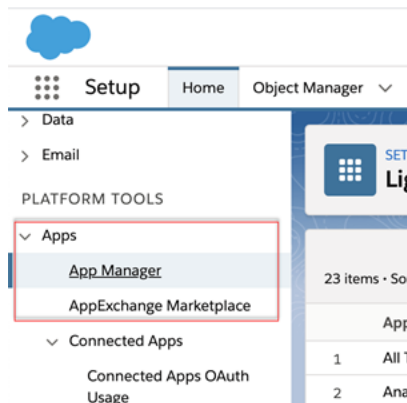 Setup
Home
Object Manager
Data
Email
PLATFORM TOOLS
Apps
App Manager
AppExchange Marketplace
Connected Apps
Connected Apps OAuth
Usage
SET
Li
23 items · So
App
1 All
2 Ana